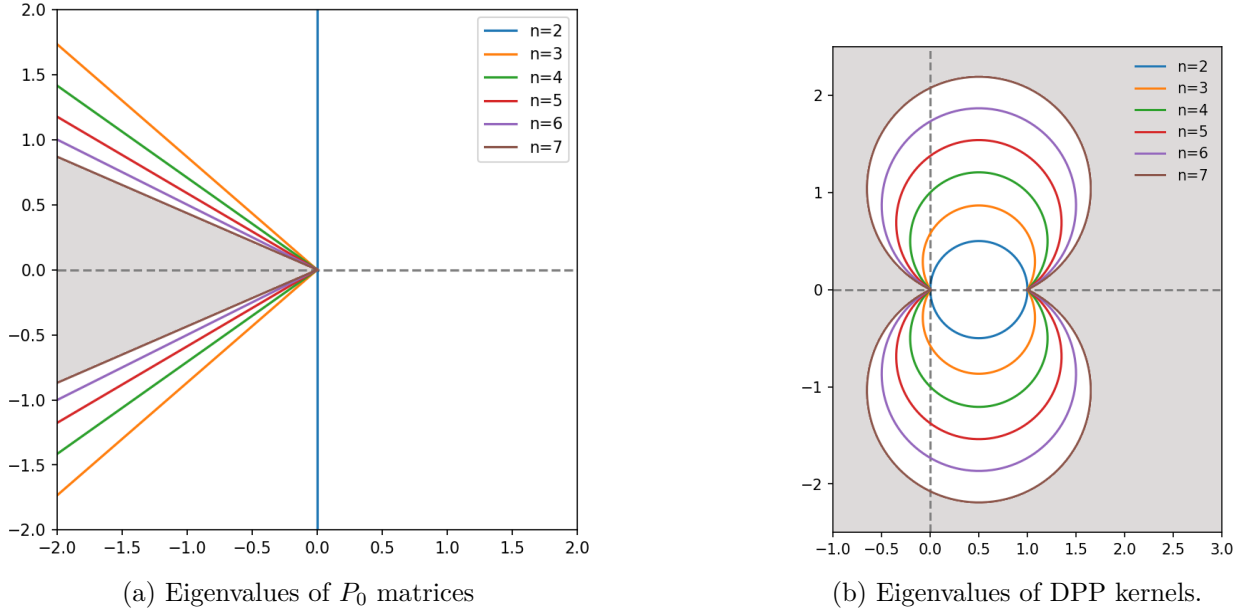 2.0
1.5
1.0
0.5
0.0
−0.5
−1.0
−1.5
−2.0
−2.0 −1.5 −1.0 −0.5 0.0 0.5 1.0 1.5 2.0
n=2
n=3
n=4
n=5
n=6
n=7
(a) Eigenvalues of P₀ matrices
2
1
0
−1
−2
−1.0 −0.5 0.0 0.5 1.0 1.5 2.0 2.5 3.0
n=2
n=3
n=4
n=5
n=6
n=7
(b) Eigenvalues of DPP kernels.